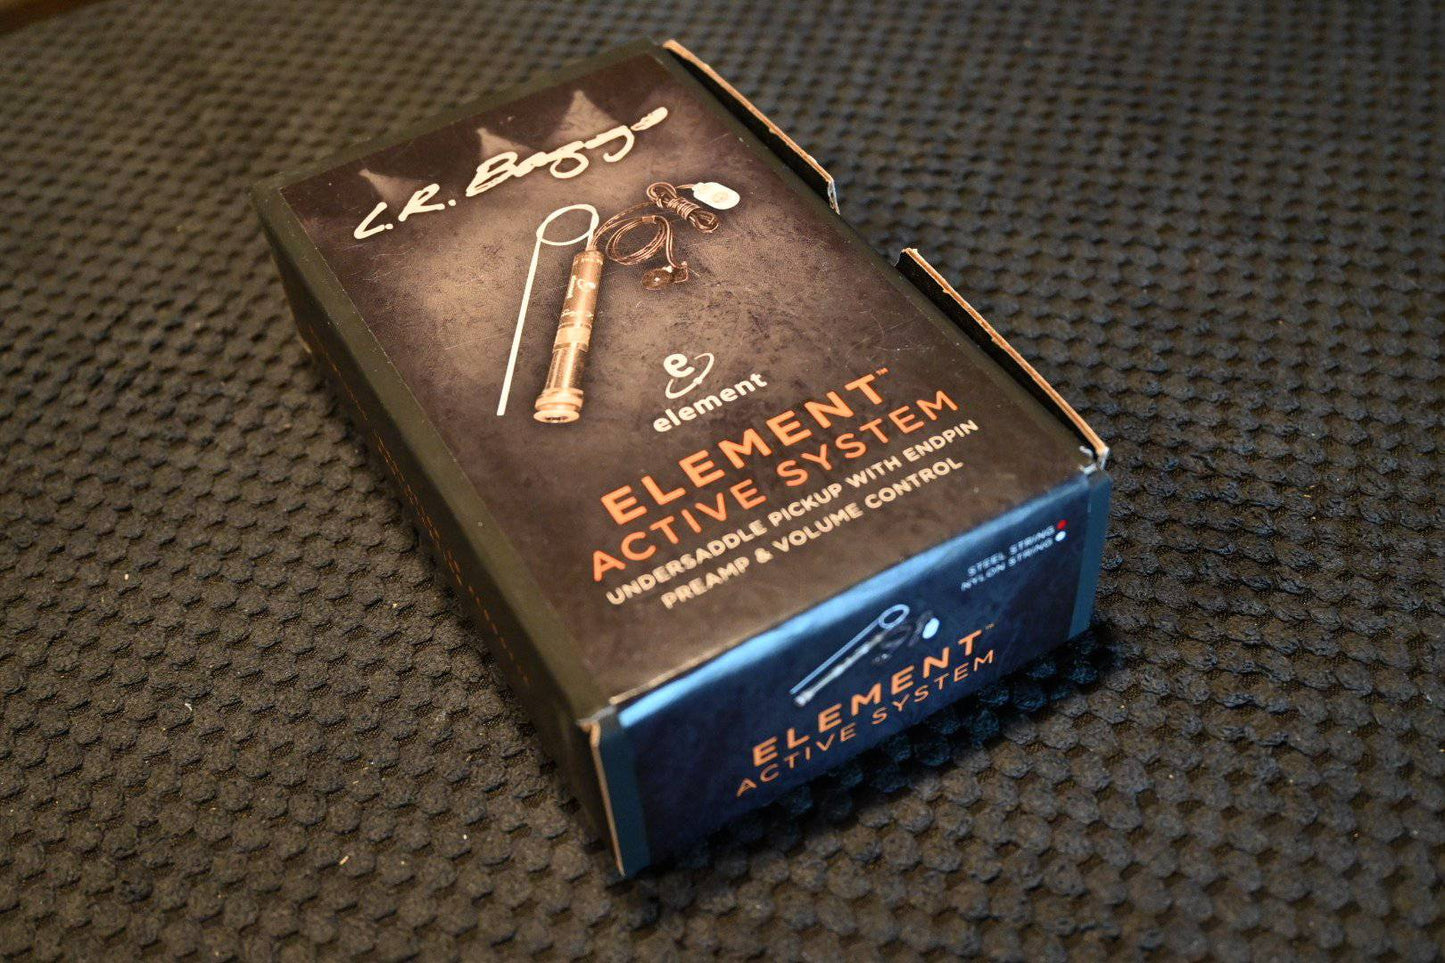 L.R. Baggs
e
element
ELEMENT™
ACTIVE SYSTEM
UNDERSADDLE PICKUP WITH ENDPIN
PREAMP & VOLUME CONTROL
STEEL STRING
NYLON STRING
ELEMENT™
ACTIVE SYSTEM